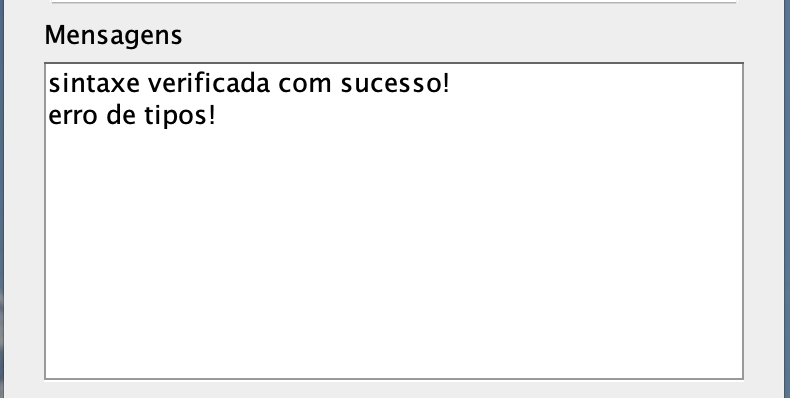 Mensagens
sintaxe verificada com sucesso!
erro de tipos!